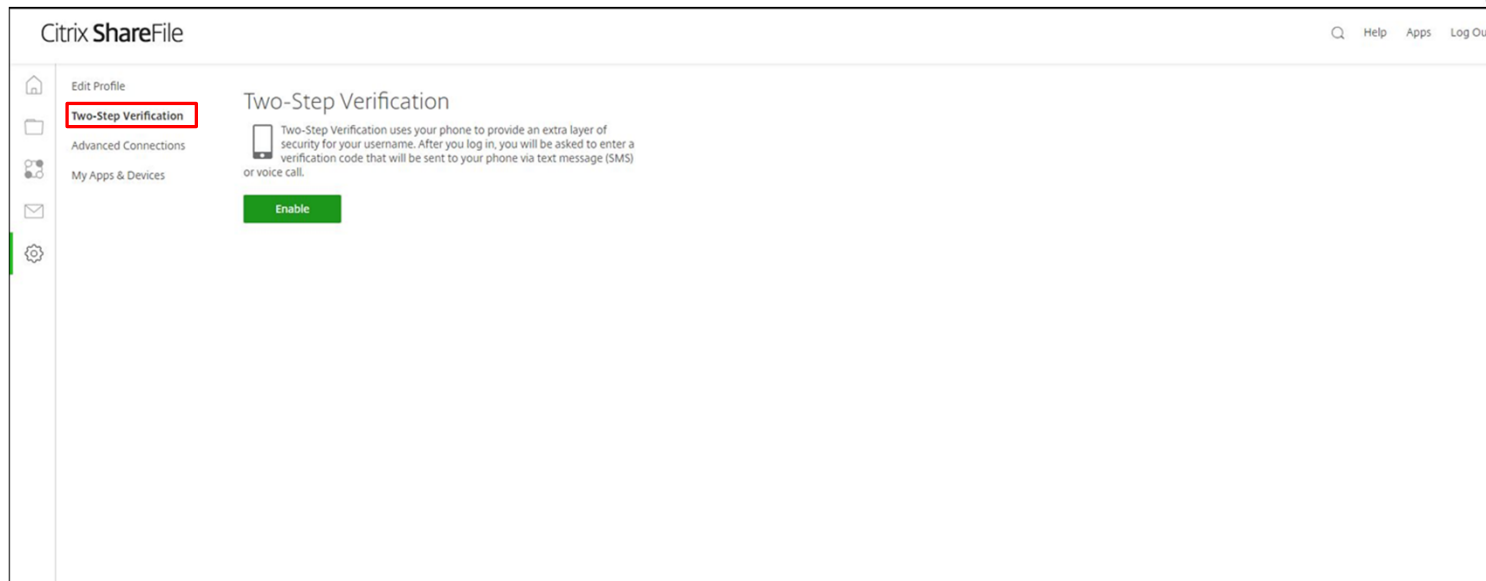 Citrix ShareFile
Help Apps Log Ou
Edit Profile
Two-Step Verification
Advanced Connections
My Apps & Devices
Two-Step Verification
Two-Step Verification uses your phone to provide an extra layer of
security for your username. After you log in, you will be asked to enter a
verification code that will be sent to your phone via text message (SMS)
or voice call.
Enable